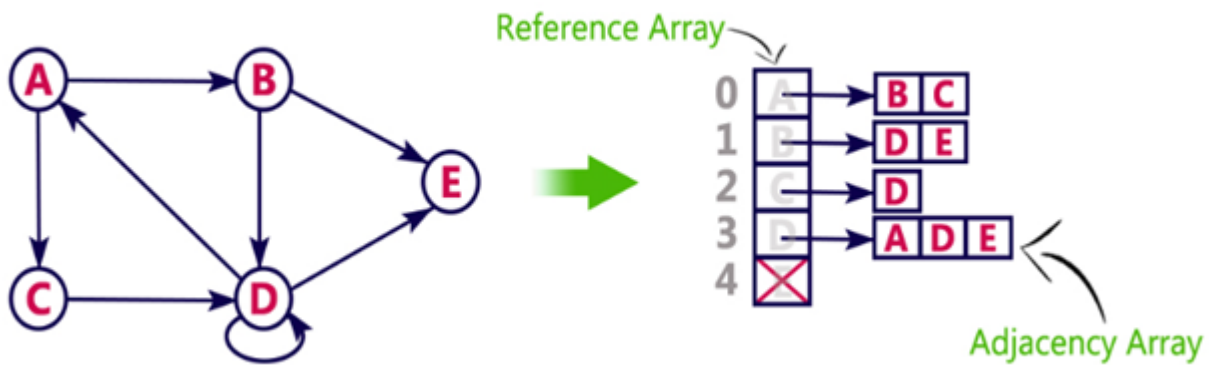 Reference Array
A B E C D
0 A B C
1 B D E
2 C D
3 D A D E
4 E
Adjacency Array